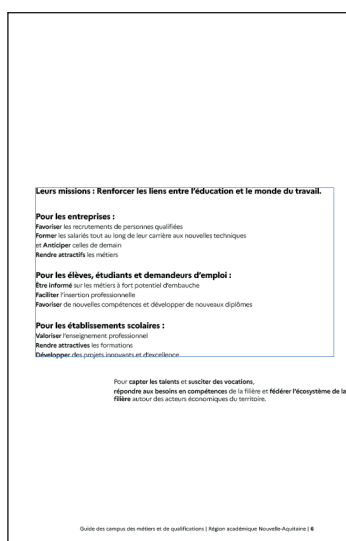 Leurs missions : Renforcer les liens entre l'éducation et le monde du travail.
Pour les entreprises :
Favoriser les recrutements de personnes qualifiées
Former les salariés tout au long de leur carrière aux nouvelles techniques
et Anticiper celles de demain
Rendre attractifs les métiers
Pour les élèves, étudiants et demandeurs d'emploi :
Être informé sur les métiers à fort potentiel d'embauche
Faciliter l'insertion professionnelle
Favoriser de nouvelles compétences et développer de nouveaux diplômes
Pour les établissements scolaires :
Valoriser l'enseignement professionnel
Rendre attractives les formations
Développer des projets innovants et d'excellence
Pour capter les talents et susciter des vocations,
répondre aux besoins en compétences de la filière et fédérer l'écosystème de la
filière autour des acteurs économiques du territoire.
Guide des campus des métiers et de qualifications | Région académique Nouvelle-Aquitaine | 6